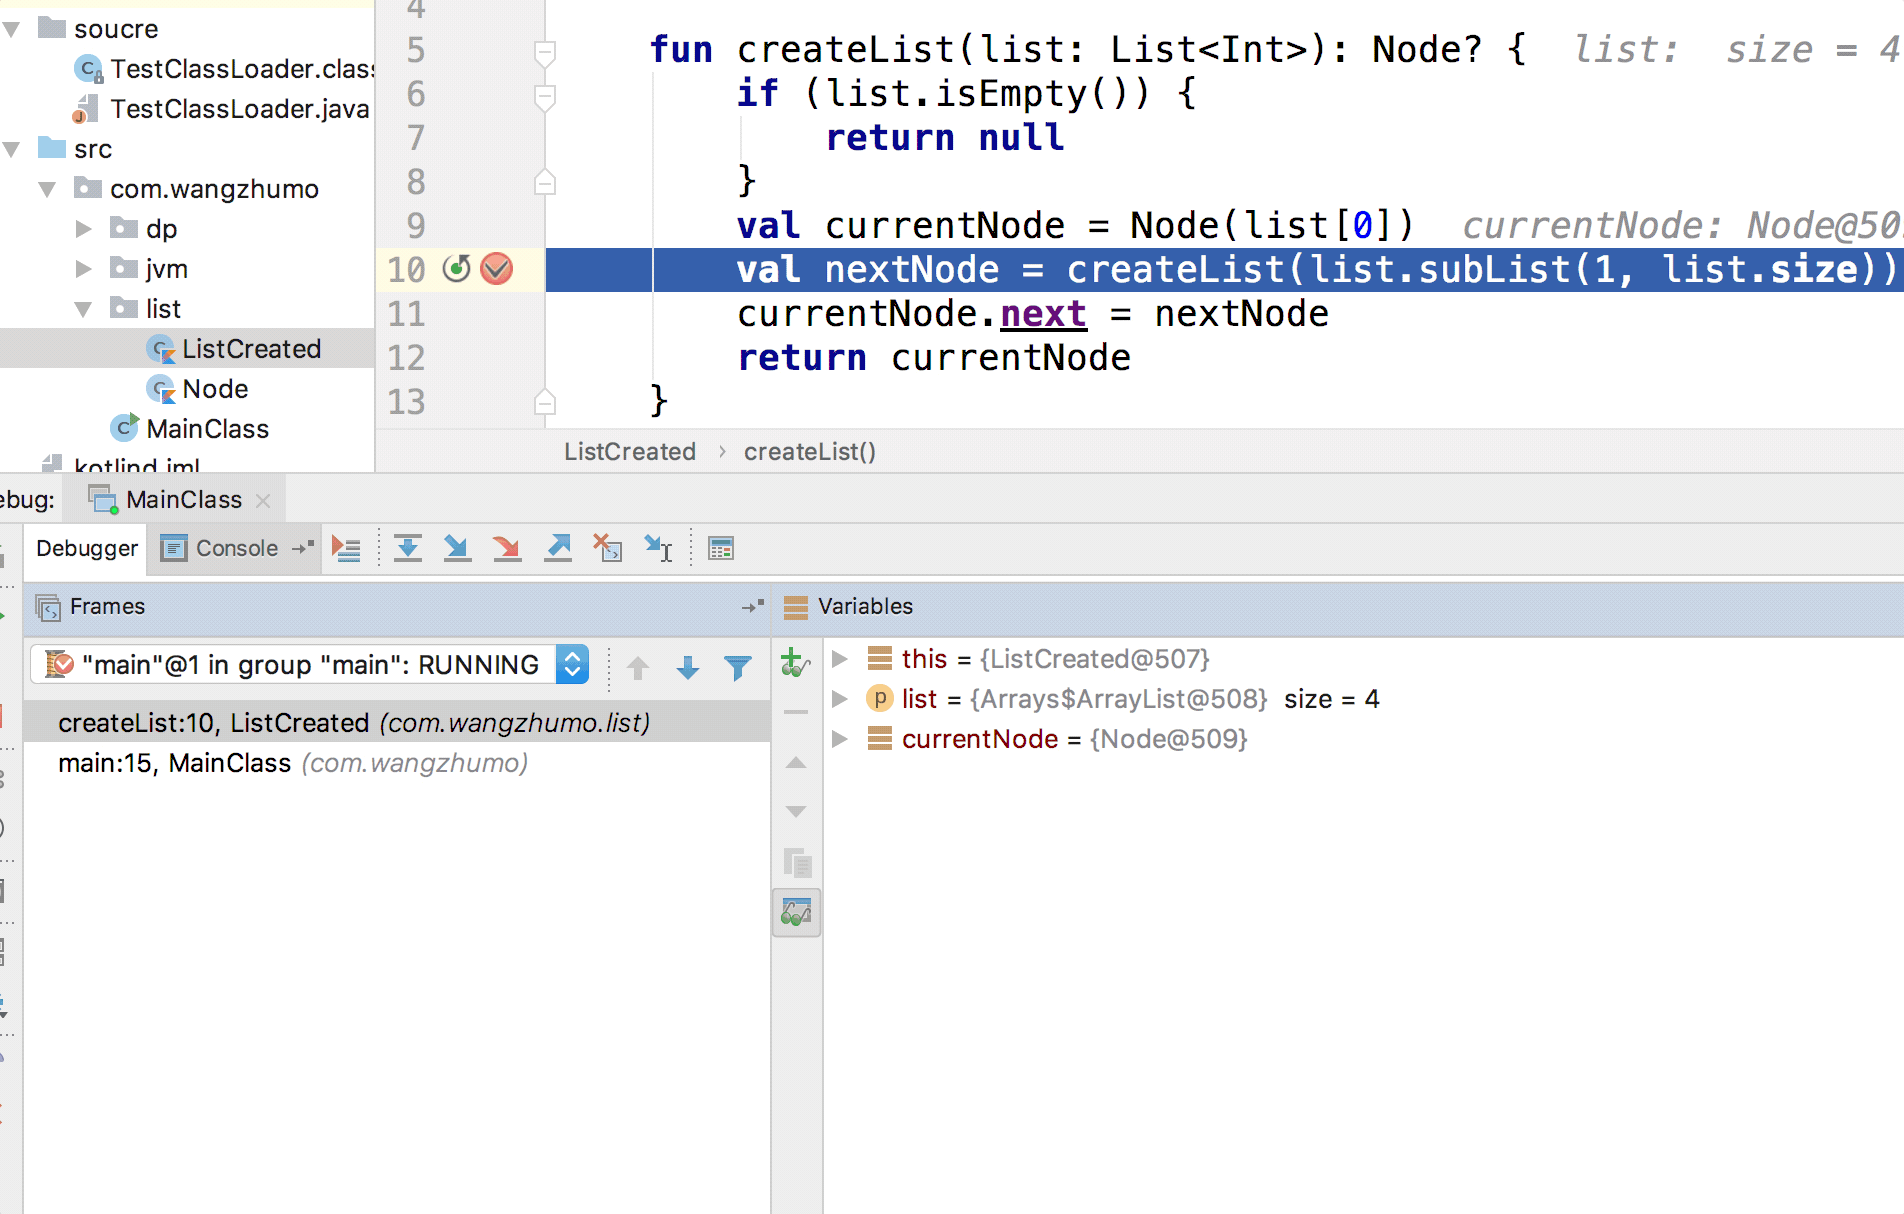 soucre
TestClassLoader.clas
TestClassLoader.java
src
com.wangzhumo
dp
jvm
list
ListCreated
Node
MainClass
kotlind.iml
4
5 fun createList(list: List<Int>): Node? { list: size = 4
6 if (list.isEmpty()) {
7 return null
8 }
9 val currentNode = Node(list[0]) currentNode: Node@50
10 val nextNode = createList(list.subList(1, list.size))
11 currentNode.next = nextNode
12 return currentNode
13 }
ListCreated › createList()
ebug: MainClass
Debugger Console
Frames
Variables
"main"@1 in group "main": RUNNING
createList:10, ListCreated (com.wangzhumo.list)
main:15, MainClass (com.wangzhumo)
this = {ListCreated@507}
p list = {Arrays$ArrayList@508} size = 4
currentNode = {Node@509}